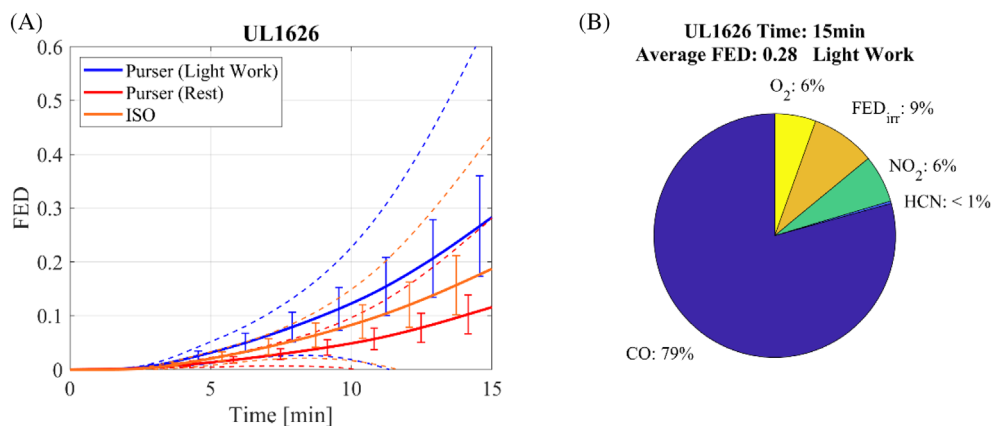 (A)
UL1626
0.6
0.5
0.4
0.3
0.2
0.1
0
FED
Purser (Light Work)
Purser (Rest)
ISO
0
5
10
15
Time [min]
(B)
UL1626 Time: 15min
Average FED: 0.28 Light Work
O₂: 6%
FEDᵢᵣᵣ: 9%
NO₂: 6%
HCN: < 1%
CO: 79%